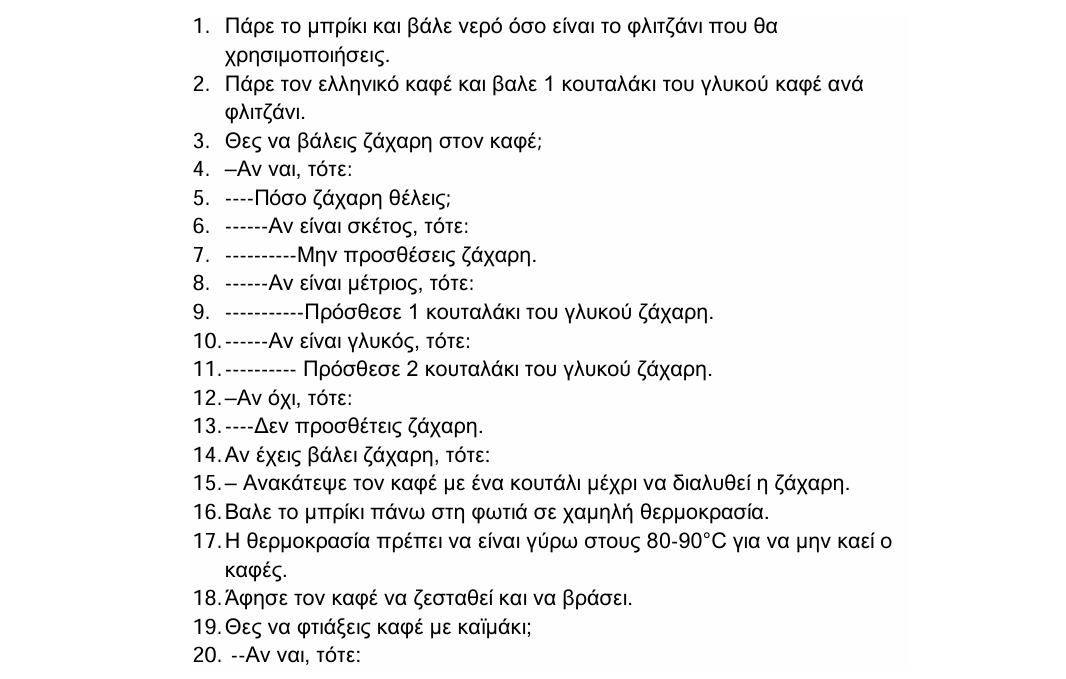 1. Πάρε το μπρίκι και βάλε νερό όσο είναι το φλιτζάνι που θα
χρησιμοποιήσεις.
2. Πάρε τον ελληνικό καφέ και βαλε 1 κουταλάκι του γλυκού καφέ ανά
φλιτζάνι.
3. Θες να βάλεις ζάχαρη στον καφέ;
4. –Αν ναι, τότε:
5. ----Πόσο ζάχαρη θέλεις;
6. ------Αν είναι σκέτος, τότε:
7. ----------Μην προσθέσεις ζάχαρη.
8. ------Αν είναι μέτριος, τότε:
9. -----------Πρόσθεσε 1 κουταλάκι του γλυκού ζάχαρη.
10. ------Αν είναι γλυκός, τότε:
11. ---------- Πρόσθεσε 2 κουταλάκι του γλυκού ζάχαρη.
12. –Αν όχι, τότε:
13. ----Δεν προσθέτεις ζάχαρη.
14. Αν έχεις βάλει ζάχαρη, τότε:
15. – Ανακάτεψε τον καφέ με ένα κουτάλι μέχρι να διαλυθεί η ζάχαρη.
16. Βαλε το μπρίκι πάνω στη φωτιά σε χαμηλή θερμοκρασία.
17. Η θερμοκρασία πρέπει να είναι γύρω στους 80-90°C για να μην καεί ο
καφές.
18. Άφησε τον καφέ να ζεσταθεί και να βράσει.
19. Θες να φτιάξεις καφέ με καϊμάκι;
20. --Αν ναι, τότε: